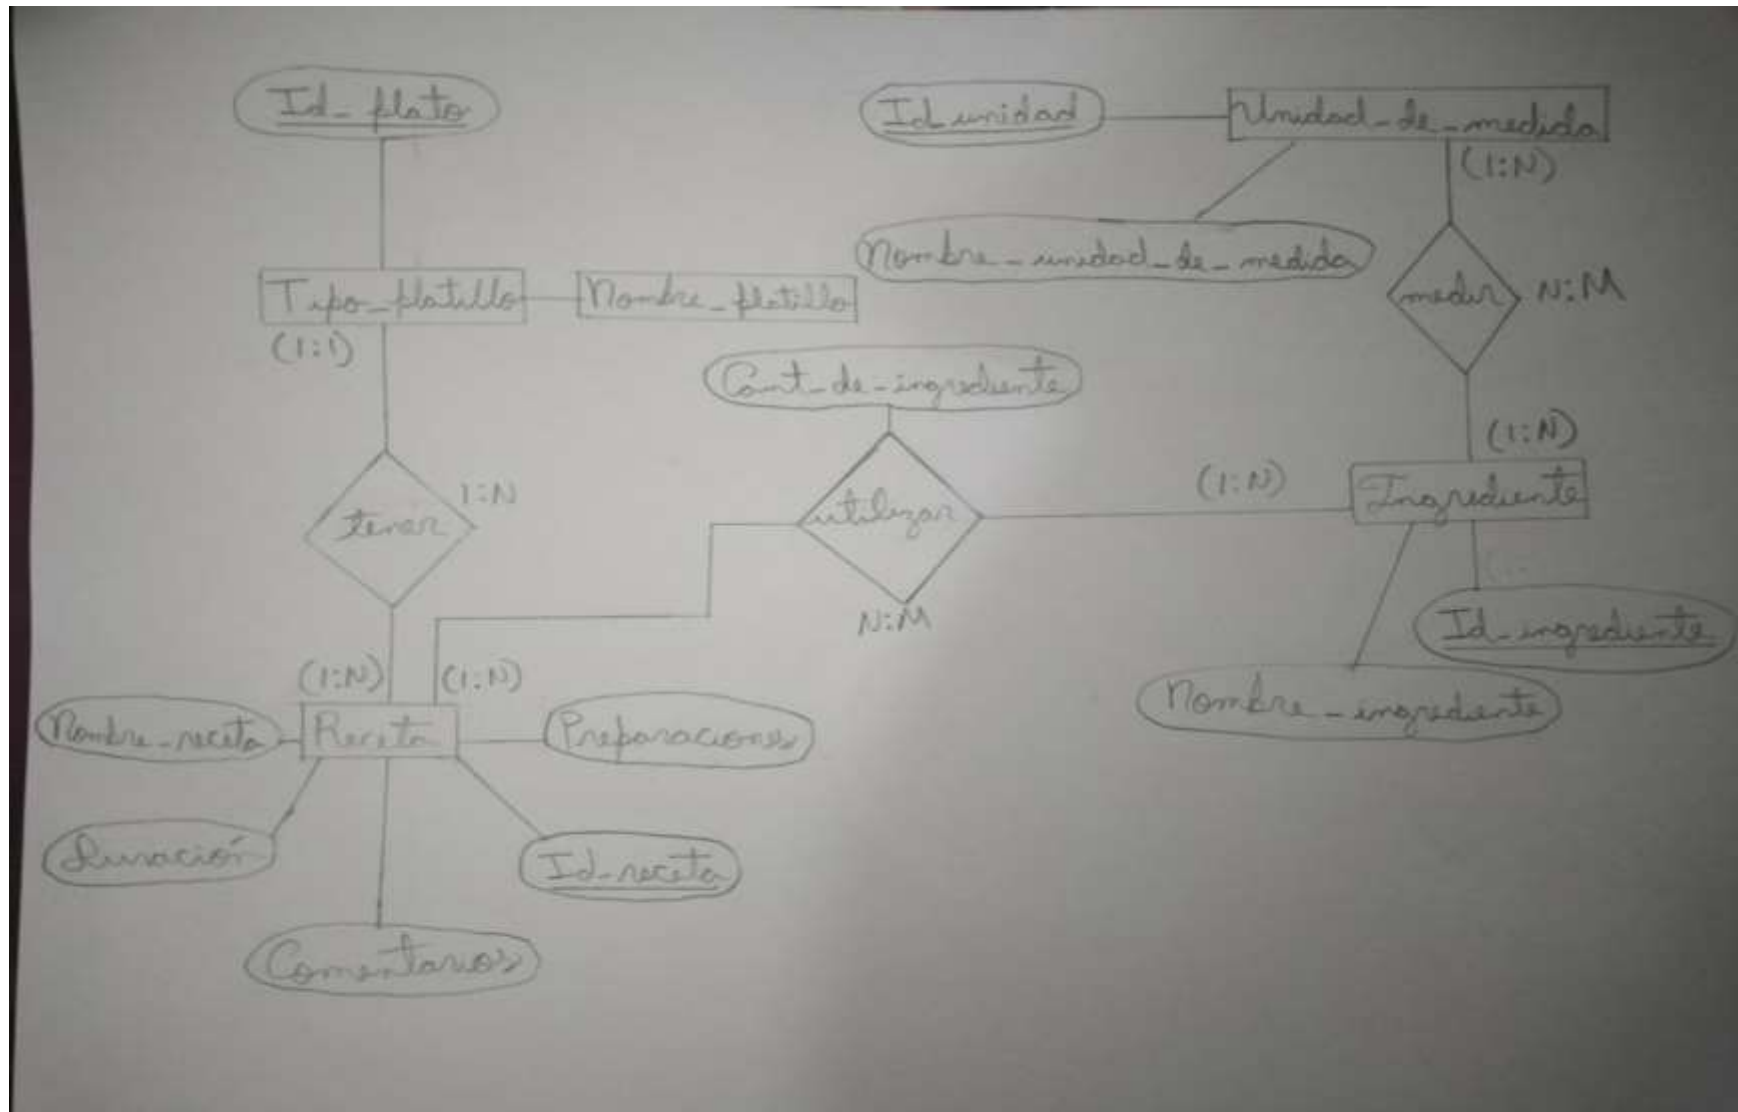 Id_plato
Id_unidad
Unidad_de_medida
(1:N)
Nombre_unidad_de_medida
medir
N:M
Tipo_platillo
Nombre_platillo
(1:1)
Cant_de_ingrediente
(1:N)
Ingrediente
(1:N)
utilizar
N:M
1:N
tener
Id_ingrediente
Nombre_ingrediente
(1:N)
(1:N)
Nombre_receta
Receta
Preparaciones
Duración
Id_receta
Comentarios